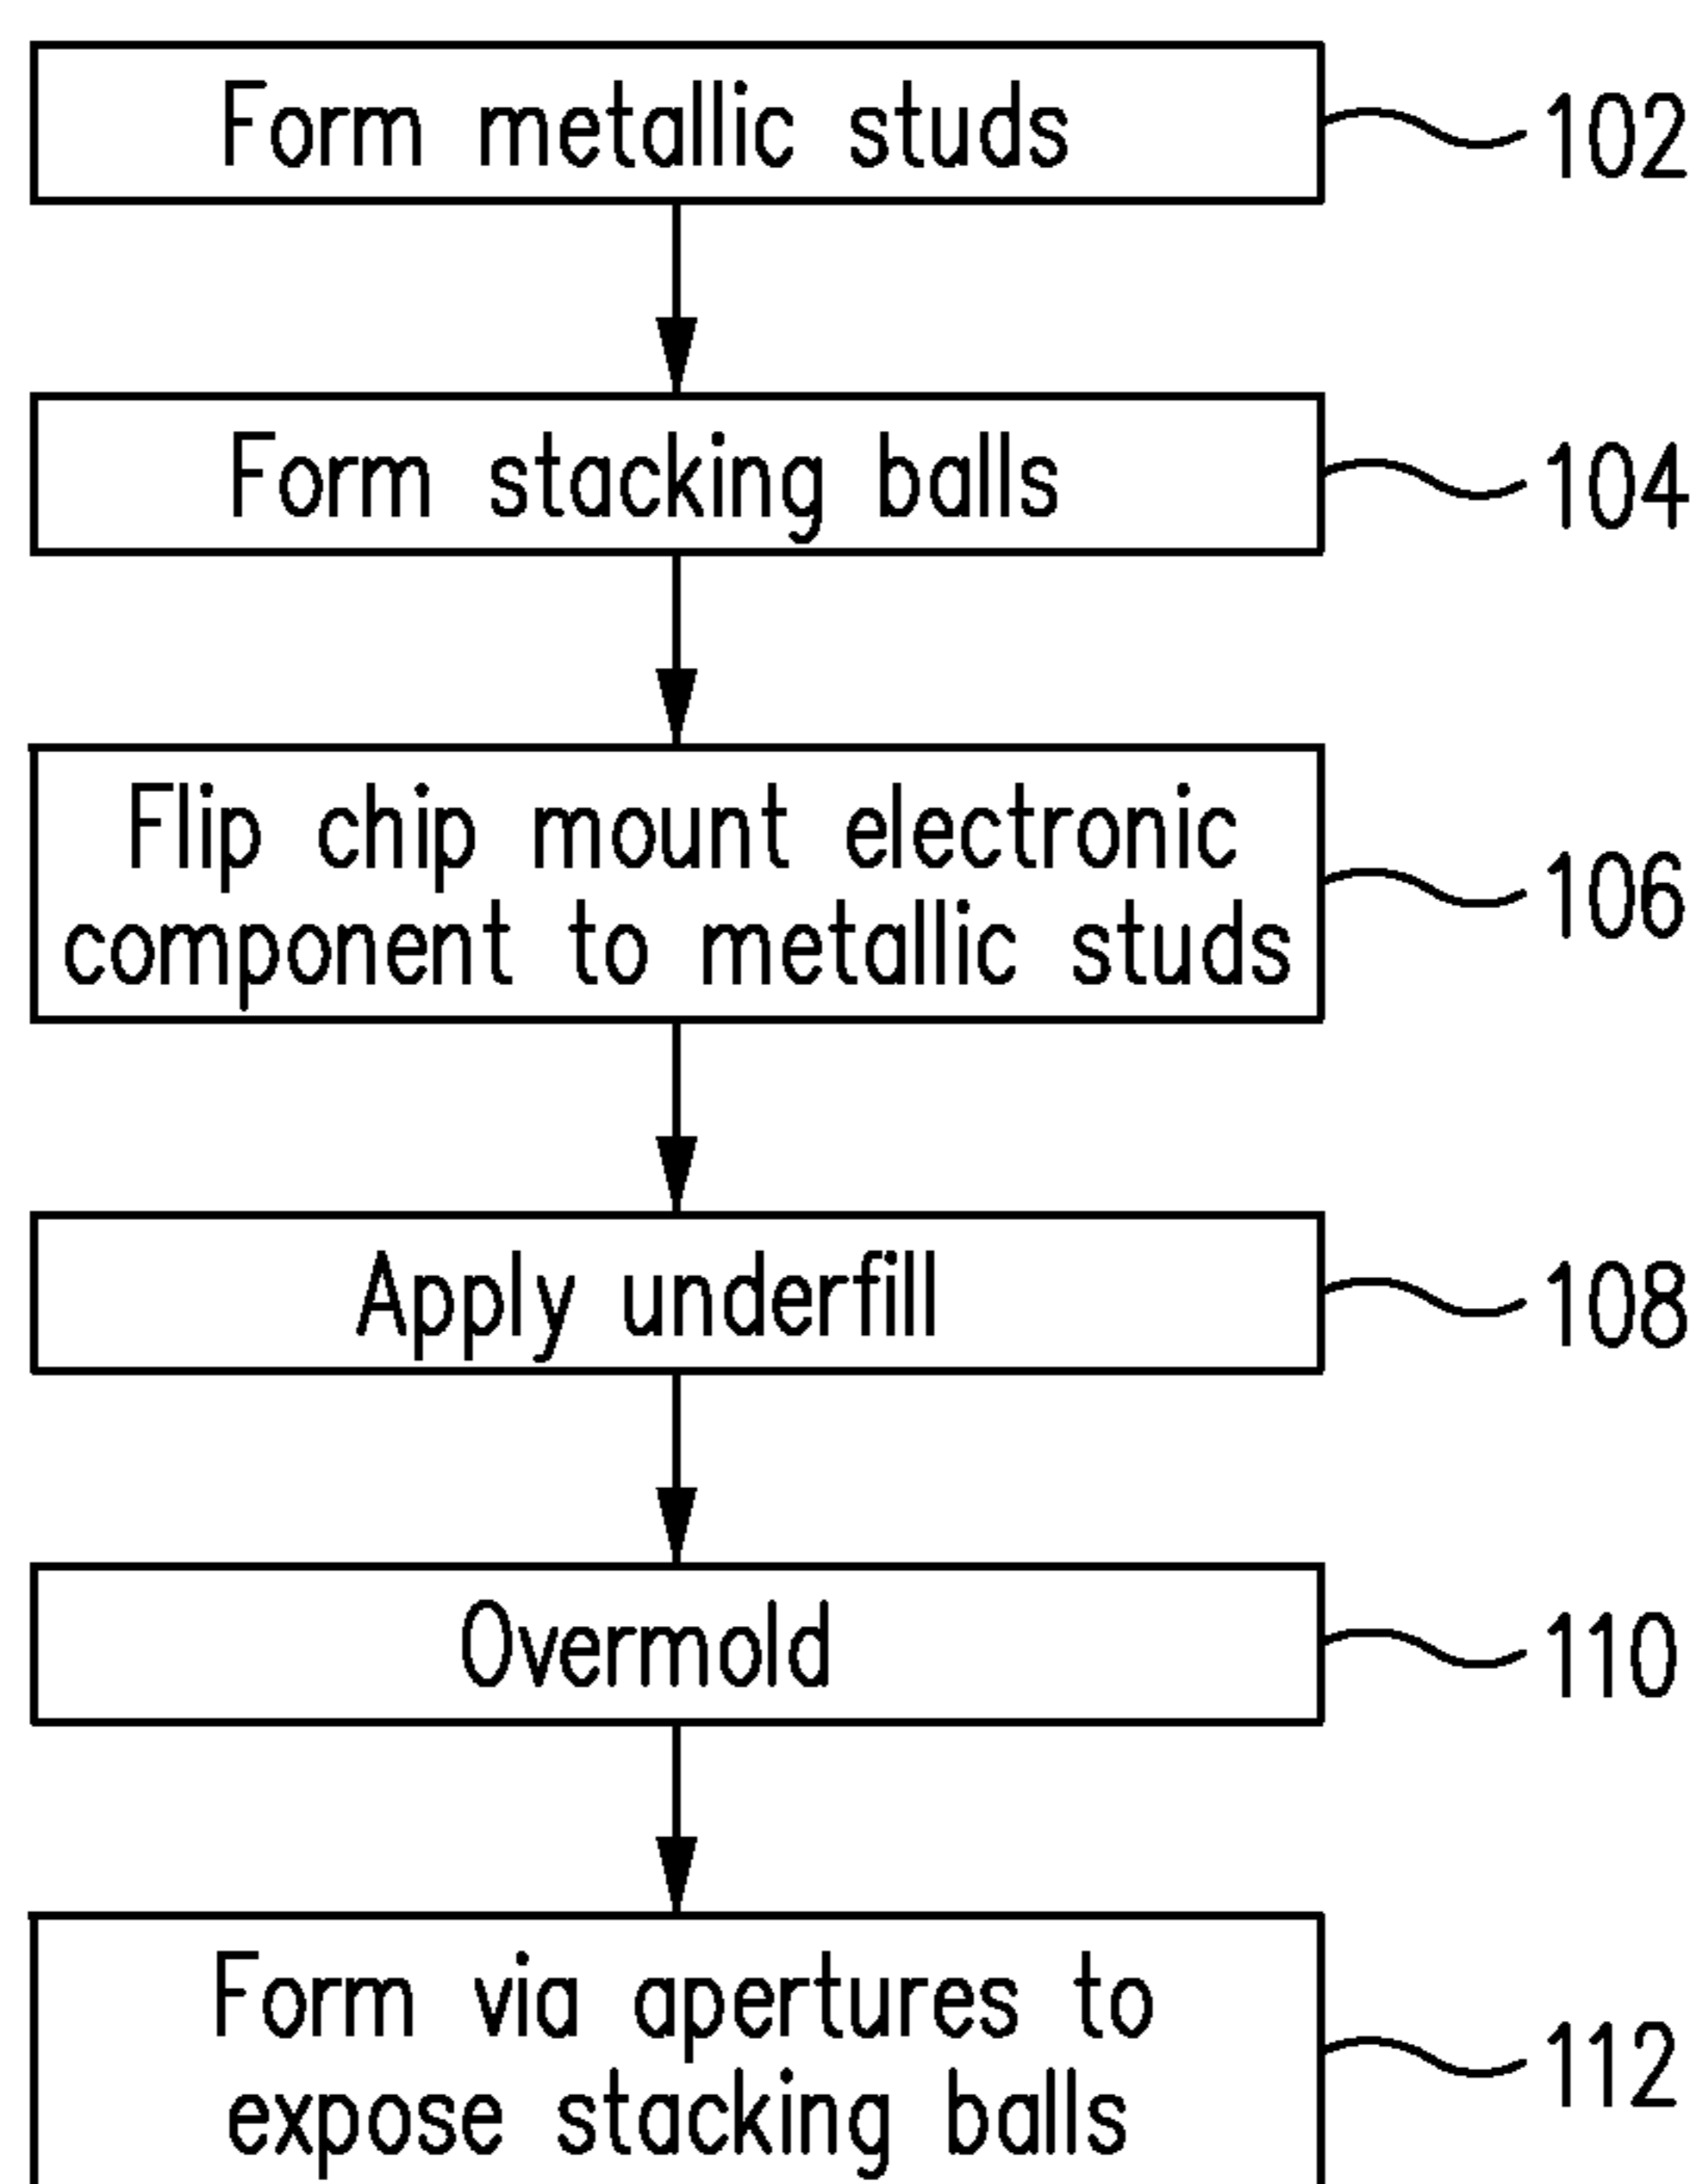 Form metallic studs
102
Form stacking balls
104
Flip chip mount electronic
component to metallic studs
106
Apply underfill
108
Overmold
110
Form via apertures to
expose stacking balls
112